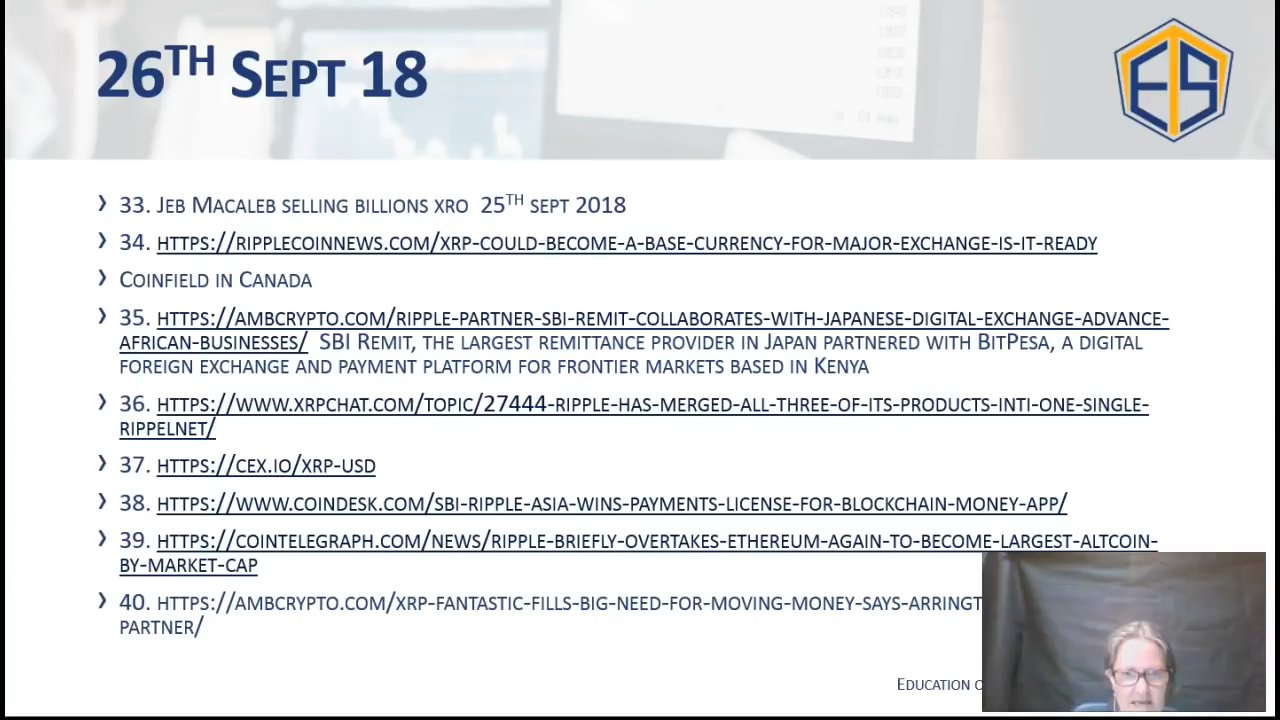 26TH SEPT 18
ES
› 33. JEB MACALEB SELLING BILLIONS XRO 25TH SEPT 2018
› 34. HTTPS://RIPPLECOINNEWS.COM/XRP-COULD-BECOME-A-BASE-CURRENCY-FOR-MAJOR-EXCHANGE-IS-IT-READY
› COINFIELD IN CANADA
› 35. HTTPS://AMBCRYPTO.COM/RIPPLE-PARTNER-SBI-REMIT-COLLABORATES-WITH-JAPANESE-DIGITAL-EXCHANGE-ADVANCE-
AFRICAN-BUSINESSES/ SBI REMIT, THE LARGEST REMITTANCE PROVIDER IN JAPAN PARTNERED WITH BITPESA, A DIGITAL
FOREIGN EXCHANGE AND PAYMENT PLATFORM FOR FRONTIER MARKETS BASED IN KENYA
› 36. HTTPS://WWW.XRPCHAT.COM/TOPIC/27444-RIPPLE-HAS-MERGED-ALL-THREE-OF-ITS-PRODUCTS-INTI-ONE-SINGLE-
RIPPELNET/
› 37. HTTPS://CEX.IO/XRP-USD
› 38. HTTPS://WWW.COINDESK.COM/SBI-RIPPLE-ASIA-WINS-PAYMENTS-LICENSE-FOR-BLOCKCHAIN-MONEY-APP/
› 39. HTTPS://COINTELEGRAPH.COM/NEWS/RIPPLE-BRIEFLY-OVERTAKES-ETHEREUM-AGAIN-TO-BECOME-LARGEST-ALTCOIN-
BY-MARKET-CAP
› 40. HTTPS://AMBCRYPTO.COM/XRP-FANTASTIC-FILLS-BIG-NEED-FOR-MOVING-MONEY-SAYS-ARRINGT
PARTNER/
EDUCATION